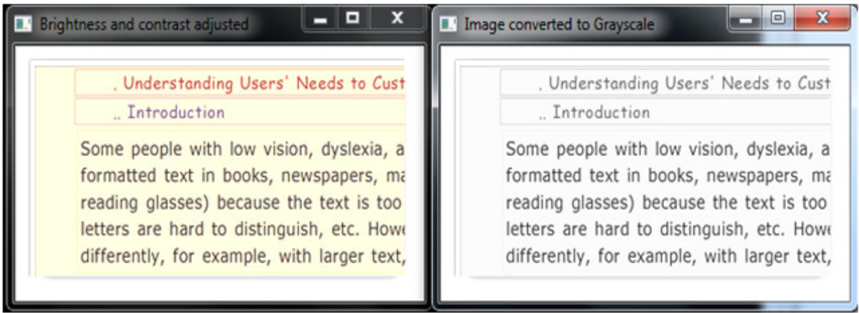 Brightness and contrast adjusted
. Understanding Users' Needs to Cust
.. Introduction
Some people with low vision, dyslexia, a
formatted text in books, newspapers, ma
reading glasses) because the text is too
letters are hard to distinguish, etc. Howe
differently, for example, with larger text,
Image converted to Grayscale
. Understanding Users' Needs to Cust
.. Introduction
Some people with low vision, dyslexia, a
formatted text in books, newspapers, ma
reading glasses) because the text is too
letters are hard to distinguish, etc. Howe
differently, for example, with larger text,